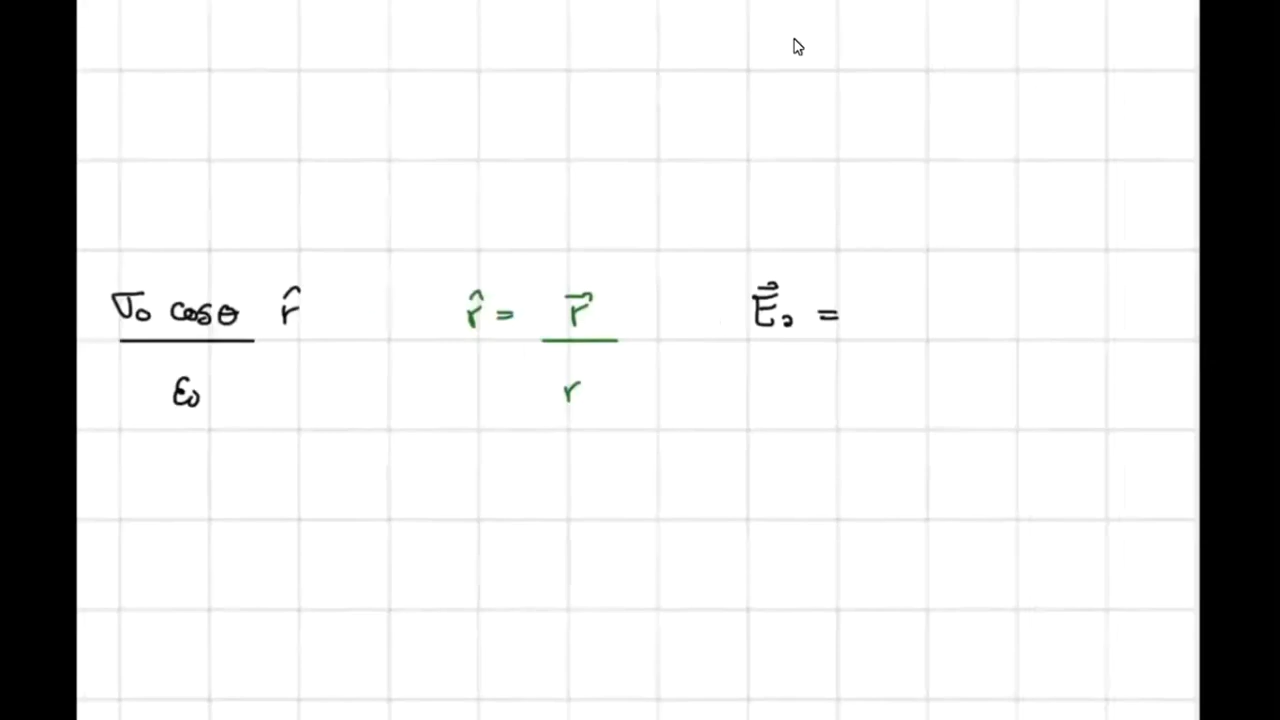 σ₀ cosθ r̂ r̂ = r⃗ E⃗₀ =
ε₀ r